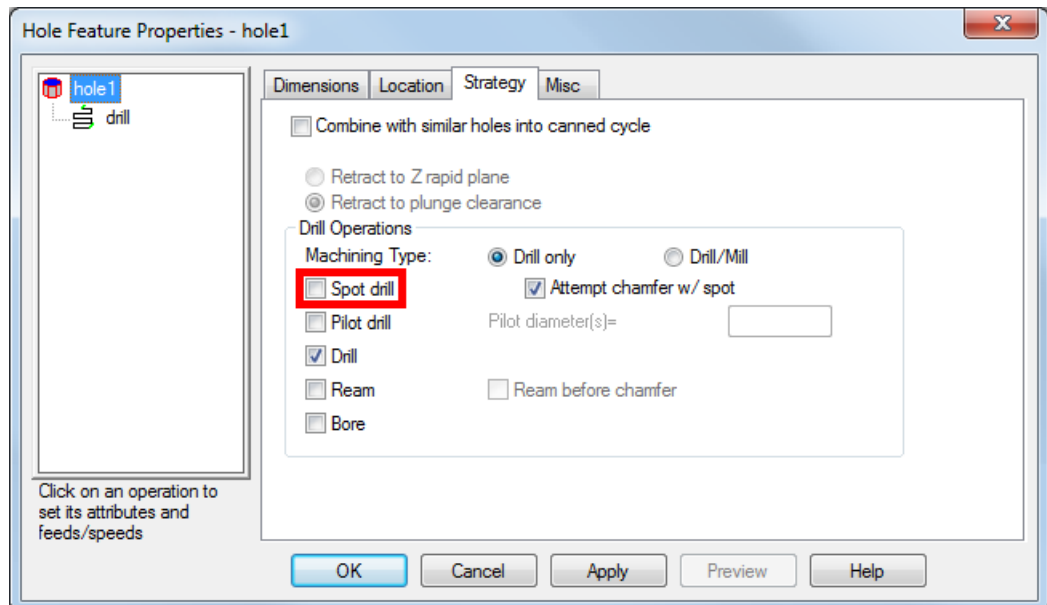 Hole Feature Properties - hole1
hole1
drill
Dimensions Location Strategy Misc
Combine with similar holes into canned cycle
Retract to Z rapid plane
Retract to plunge clearance
Drill Operations
Machining Type: Drill only Drill/Mill
Spot drill Attempt chamfer w/ spot
Pilot drill Pilot diameter(s)=
Drill
Ream Ream before chamfer
Bore
Click on an operation to
set its attributes and
feeds/speeds
OK Cancel Apply Preview Help